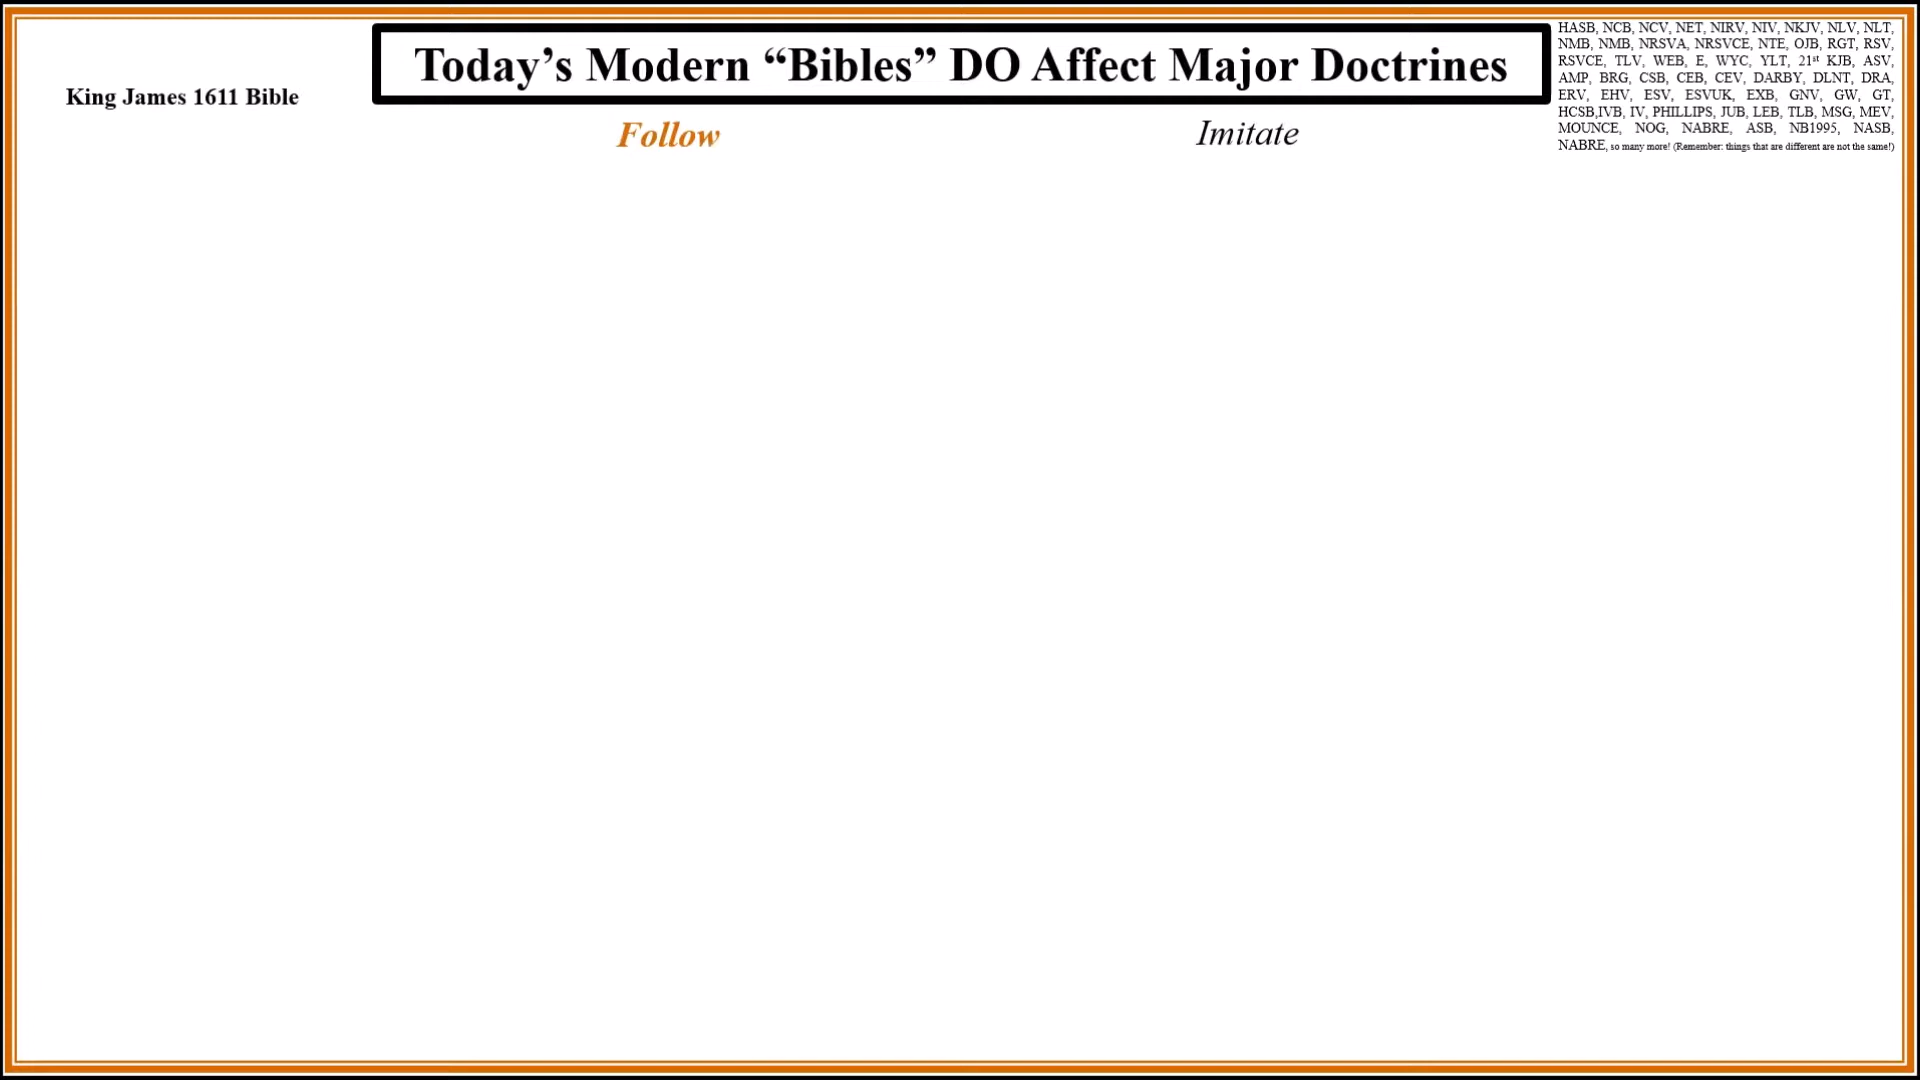 King James 1611 Bible
Today’s Modern “Bibles” DO Affect Major Doctrines
Follow
Imitate
HASB, NCB, NCV, NET, NIRV, NIV, NKJV, NLV, NLT,
NMB, NMB, NRSVA, NRSVCE, NTE, OJB, RGT, RSV,
RSVCE, TLV, WEB, E, WYC, YLT, 21st KJB, ASV,
AMP, BRG, CSB, CEB, CEV, DARBY, DLNT, DRA,
ERV, EHV, ESV, ESVUK, EXB, GNV, GW, GT,
HCSB,IVB, IV, PHILLIPS, JUB, LEB, TLB, MSG, MEV,
MOUNCE, NOG, NABRE, ASB, NB1995, NASB,
NABRE, so many more! (Remember: things that are different are not the same!)